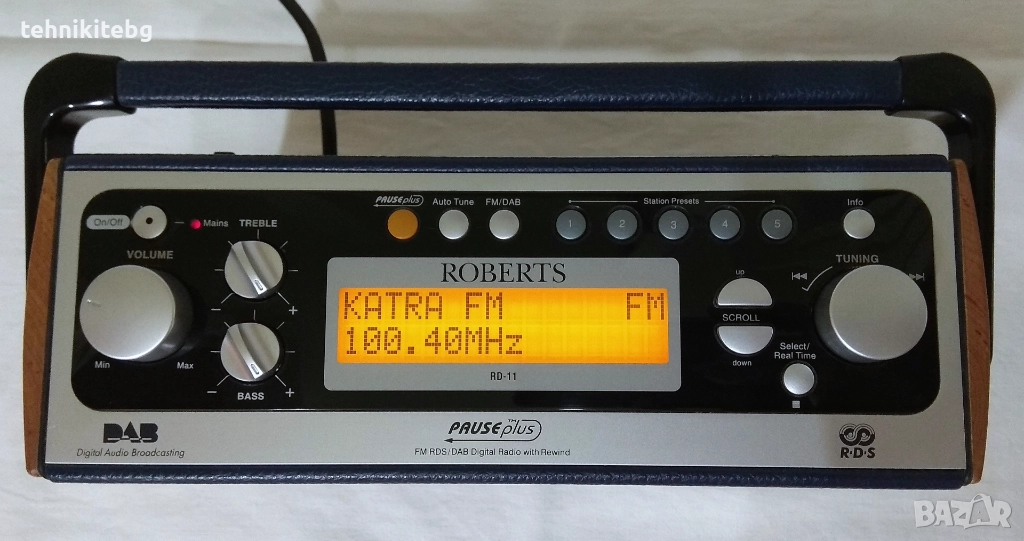 tehnikitebg
PAUSEplus Auto Tune FM/DAB Station Presets Info
On/Off Mains TREBLE 1 2 3 4 5
VOLUME
- +
Min Max
- +
BASS
ROBERTS
KATRA FM FM
100.40MHz
RD-11
up
SCROLL
down
TUNING
Select/
Real Time
DAB
Digital Audio Broadcasting
PAUSEplus™
FM RDS/DAB Digital Radio with Rewind
R·D·S
BAZAR